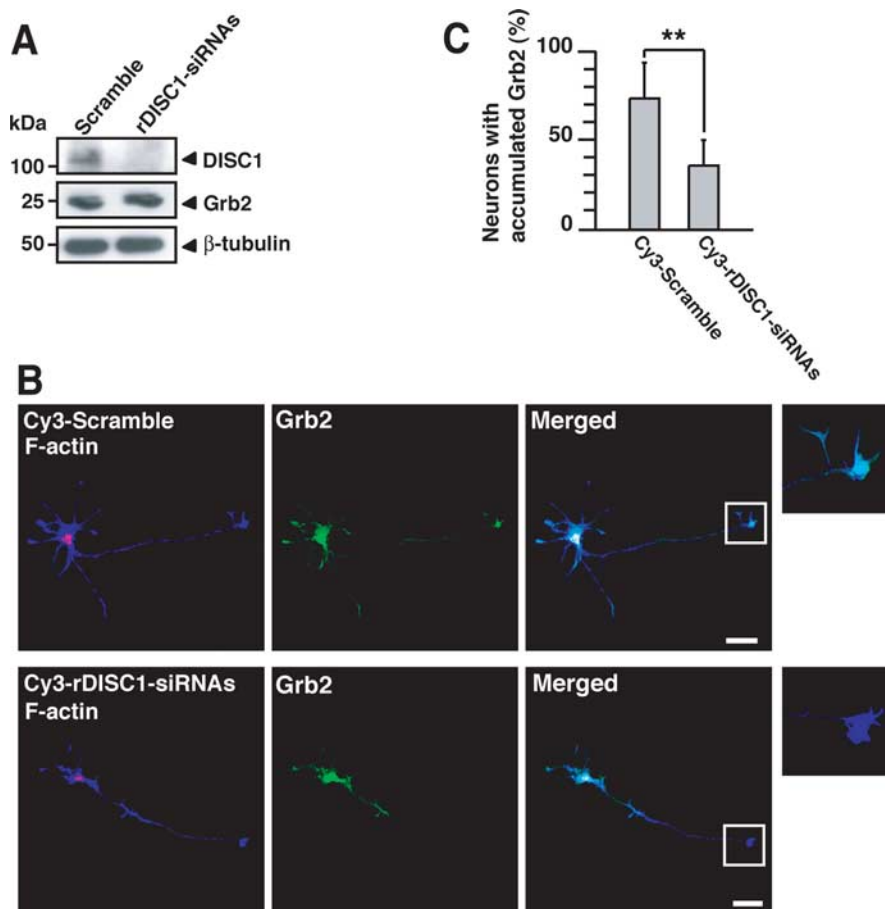 A
Scramble
rDISC1-siRNAs
kDa
100
DISC1
25
Grb2
50
β-tubulin
C
Neurons with
accumulated Grb2 (%)
100
50
0
**
Cy3-Scramble
Cy3-rDISC1-siRNAs
B
Cy3-Scramble
F-actin
Grb2
Merged
Cy3-rDISC1-siRNAs
F-actin
Grb2
Merged